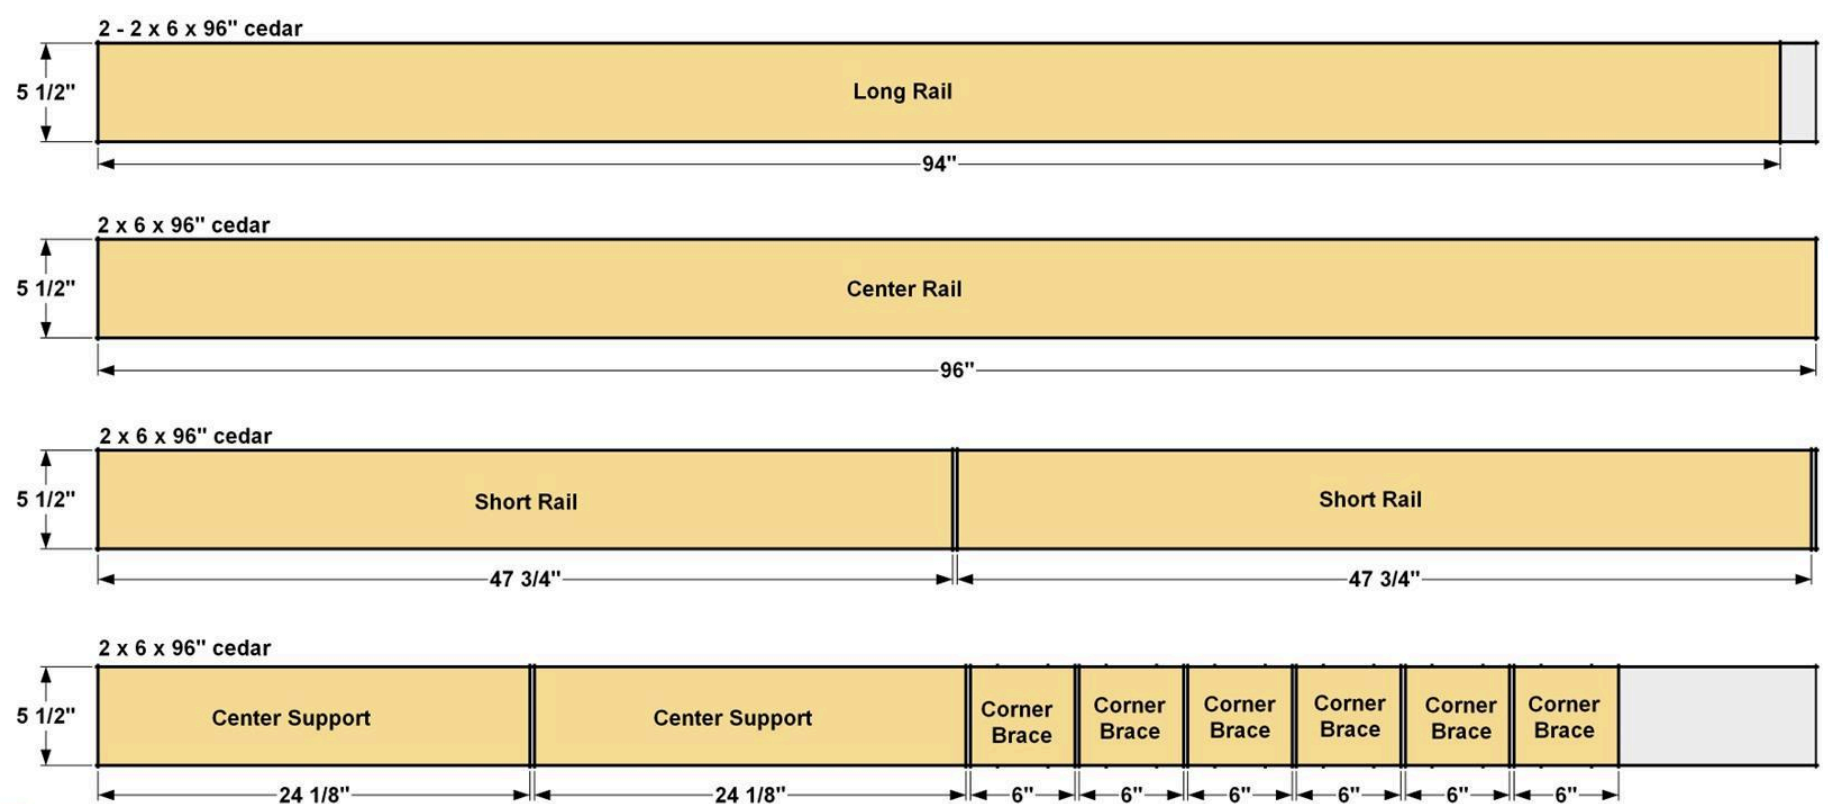 2 - 2 x 6 x 96" cedar
5 1/2"
Long Rail
94"
2 x 6 x 96" cedar
5 1/2"
Center Rail
96"
2 x 6 x 96" cedar
5 1/2"
Short Rail
Short Rail
47 3/4"
47 3/4"
2 x 6 x 96" cedar
5 1/2"
Center Support
Center Support
Corner
Brace
Corner
Brace
Corner
Brace
Corner
Brace
Corner
Brace
Corner
Brace
24 1/8"
24 1/8"
6"
6"
6"
6"
6"
6"